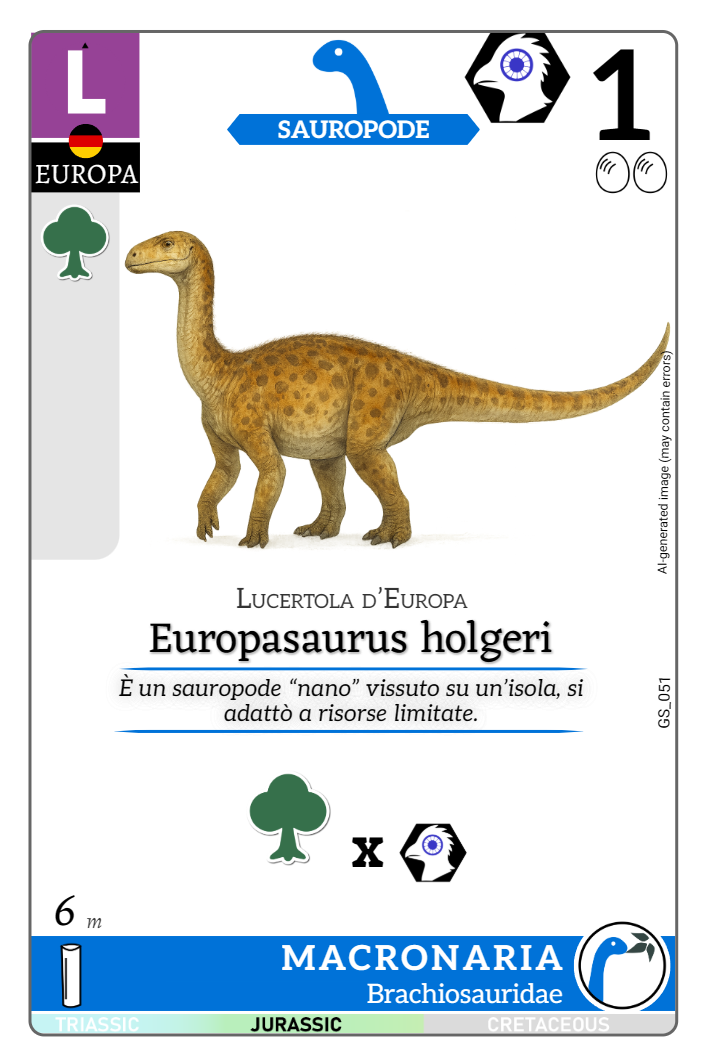 L
EUROPA
SAUROPODE
1
AI-generated image (may contain errors)
LUCERTOLA D'EUROPA
Europasaurus holgeri
È un sauropode “nano” vissuto su un'isola, si
adattò a risorse limitate.
GS_051
x
6 m
MACRONARIA
Brachiosauridae
TRIASSIC JURASSIC CRETACEOUS